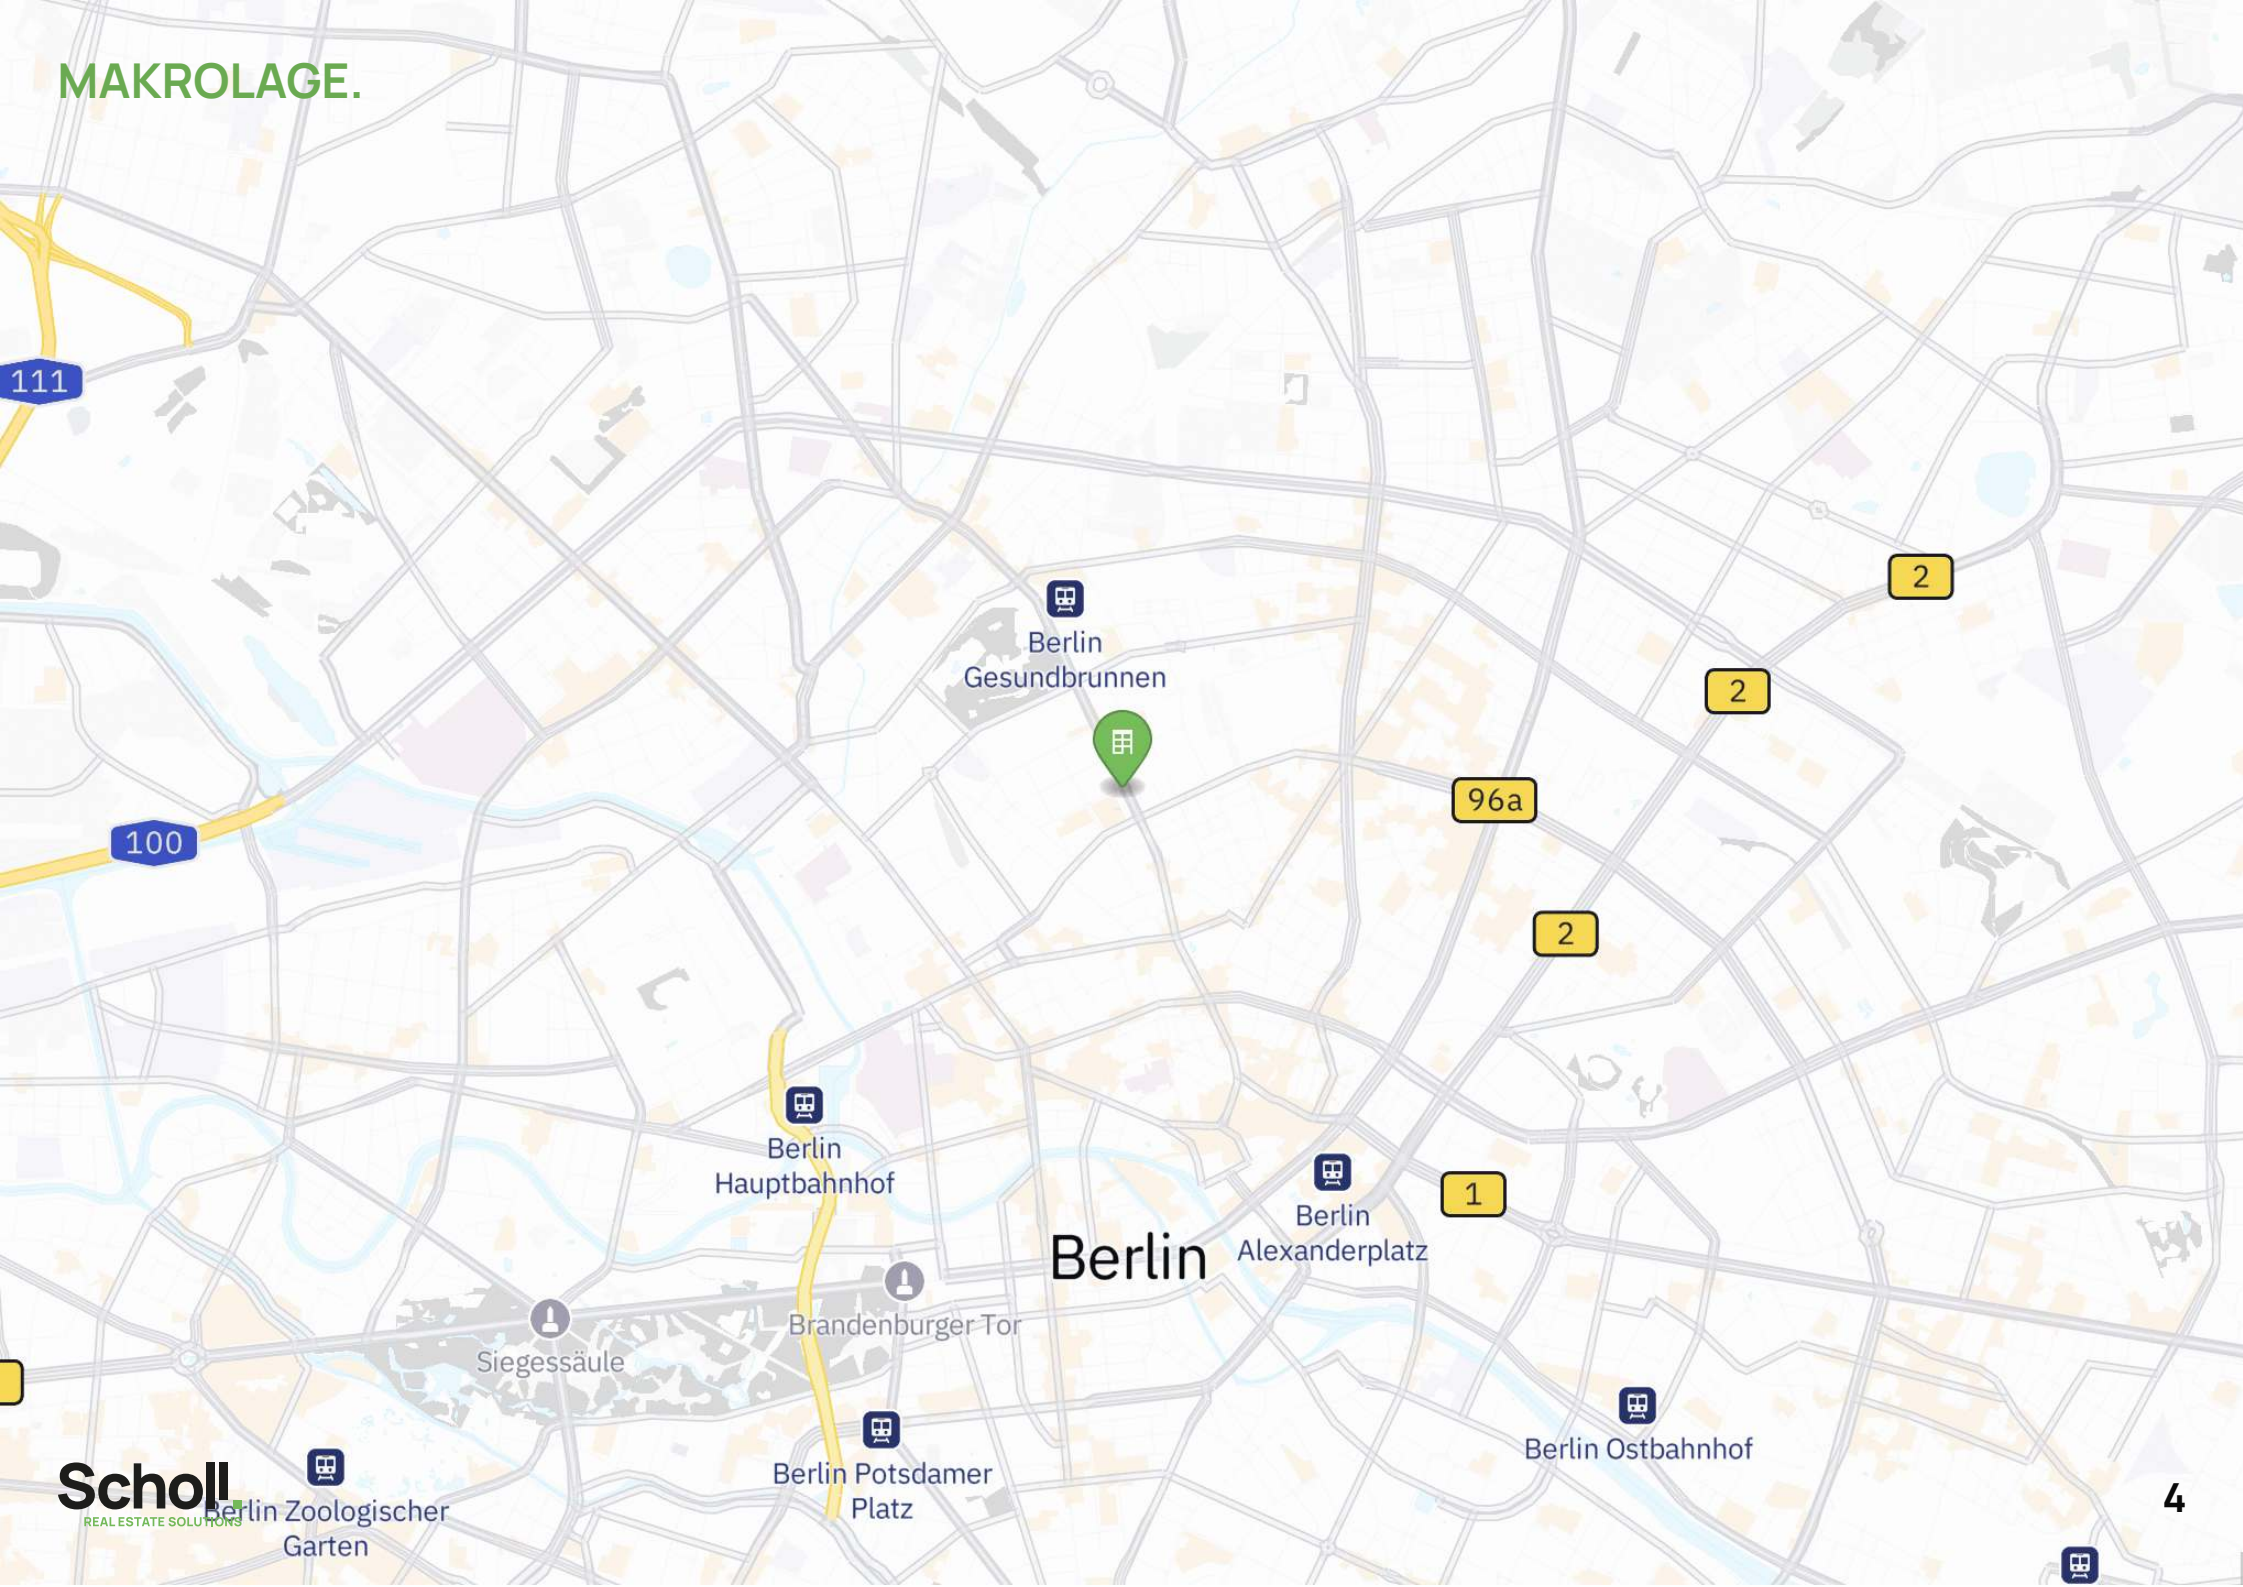 MAKROLAGE.
111
2
Berlin
Gesundbrunnen
2
96a
100
2
Berlin
Hauptbahnhof
Berlin
Alexanderplatz
1
Berlin
Brandenburger Tor
Siegessäule
Berlin Ostbahnhof
Berlin Potsdamer
Platz
Scholl
REAL ESTATE SOLUTIONS
Berlin Zoologischer
Garten
4